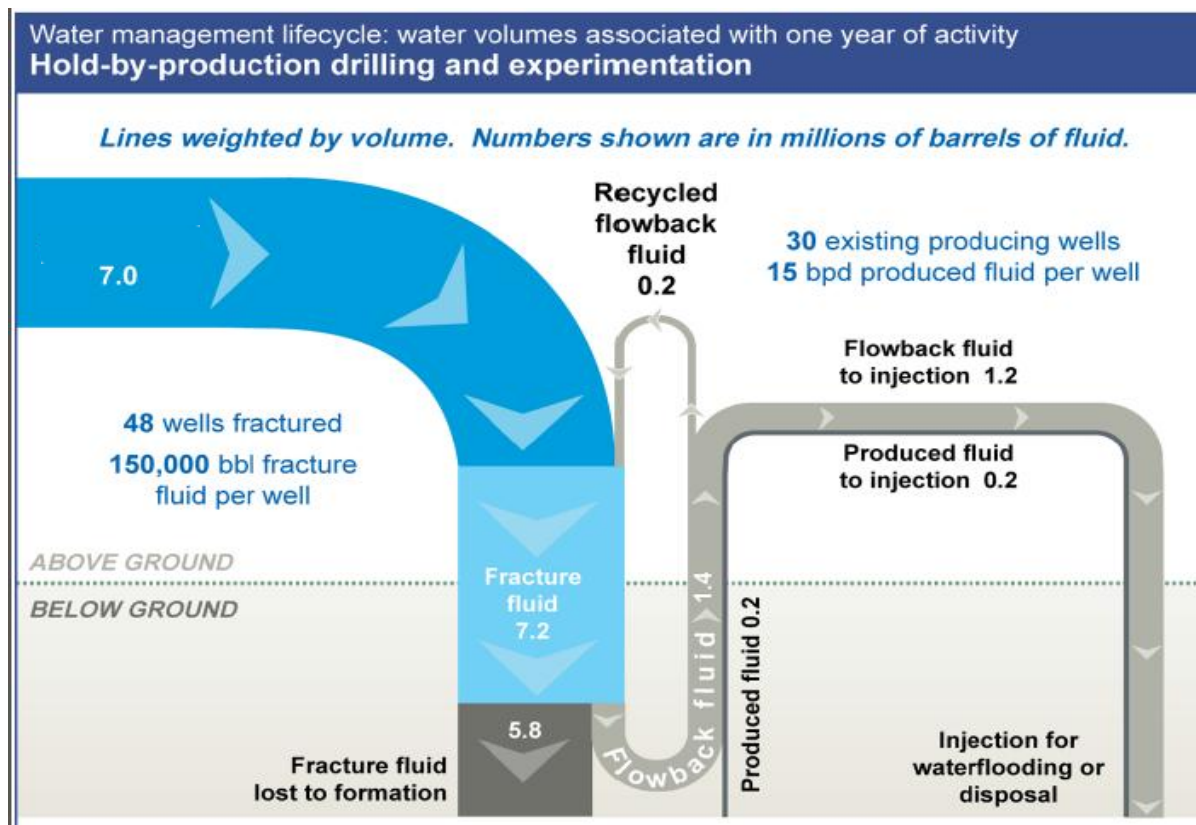 Water management lifecycle: water volumes associated with one year of activity
Hold-by-production drilling and experimentation
Lines weighted by volume. Numbers shown are in millions of barrels of fluid.
7.0
Recycled
flowback
fluid
0.2
30 existing producing wells
15 bpd produced fluid per well
48 wells fractured
150,000 bbl fracture
fluid per well
Flowback fluid
to injection 1.2
Produced fluid
to injection 0.2
ABOVE GROUND
BELOW GROUND
Fracture
fluid
7.2
5.8
Fracture fluid
lost to formation
Flowback fluid 1.4
Produced fluid 0.2
Injection for
waterflooding or
disposal